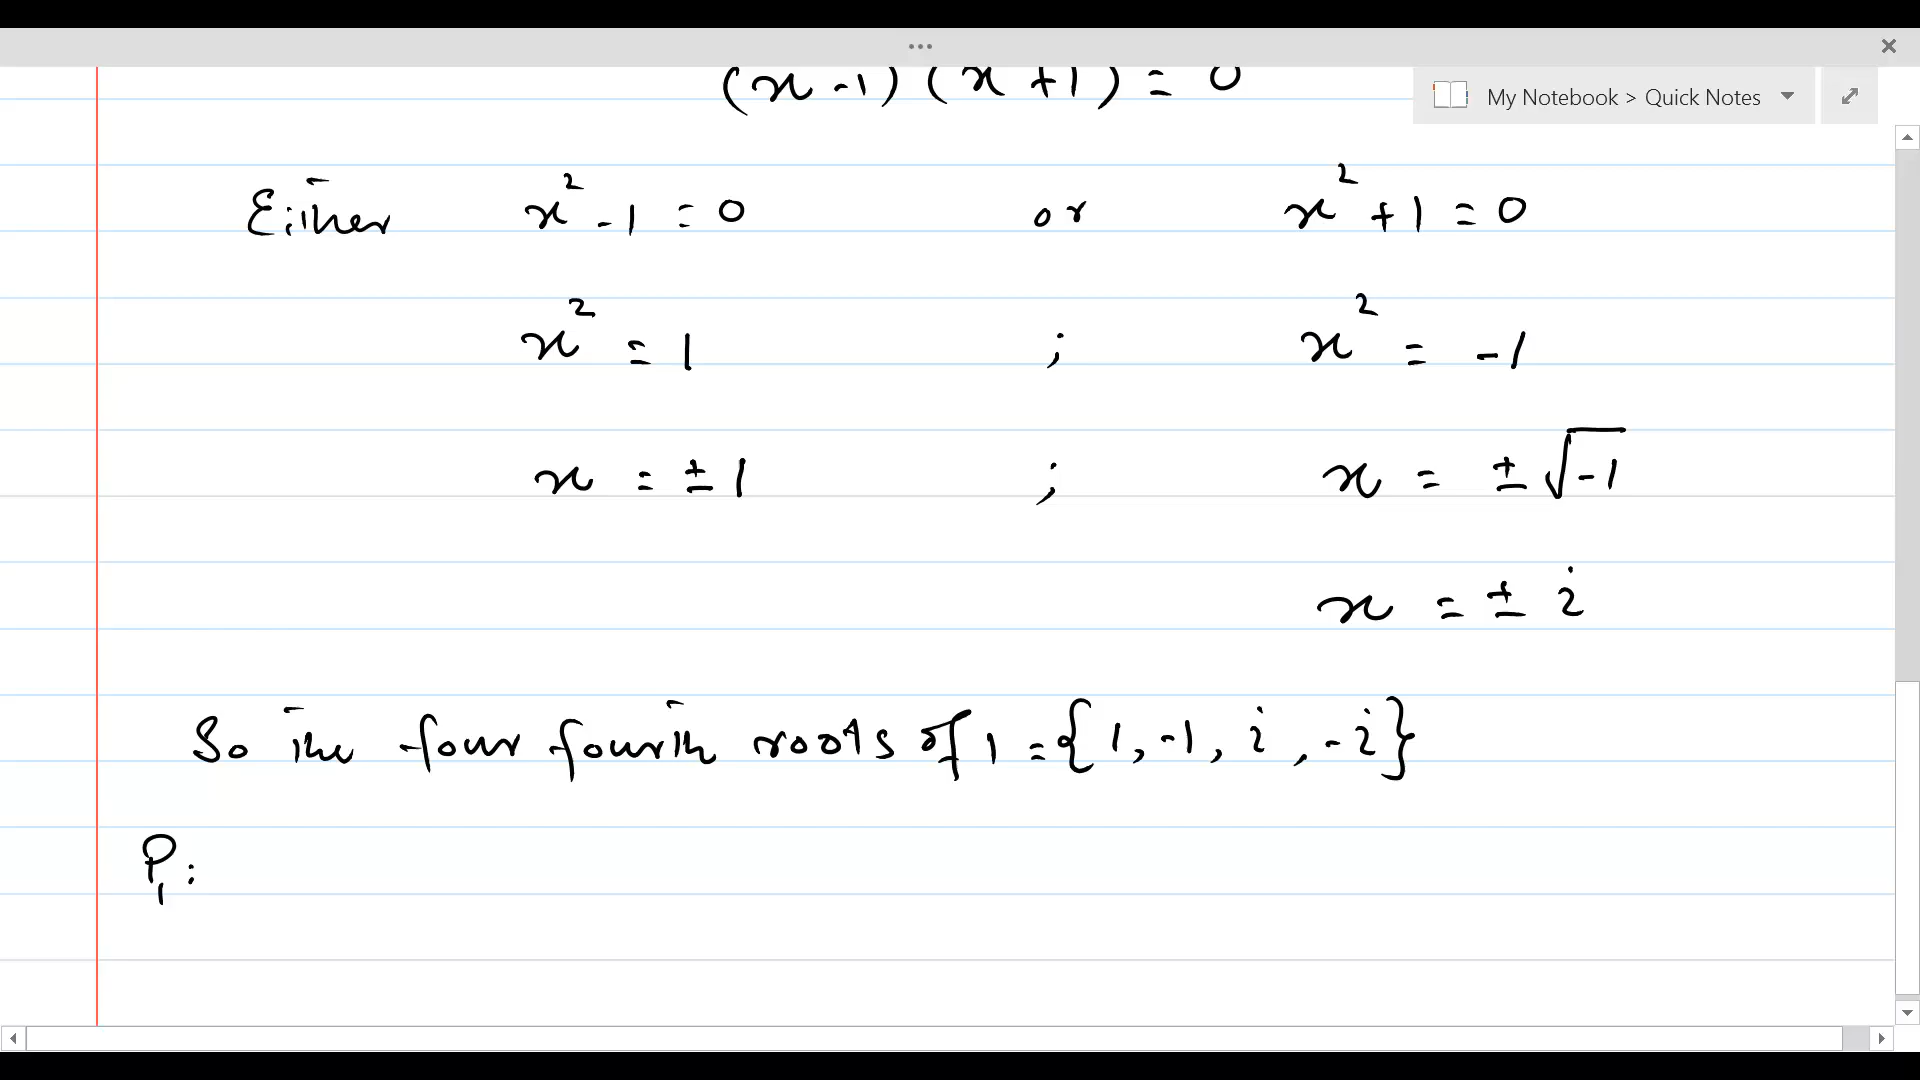 (x - 1) (x + 1) = 0
My Notebook > Quick Notes
Either x² - 1 = 0 or x² + 1 = 0
x² = 1 ; x² = -1
x = ± 1 ; x = ± √-1
x = ± i
So the four fourth roots of 1 = {1, -1, i, -i}
P₁: